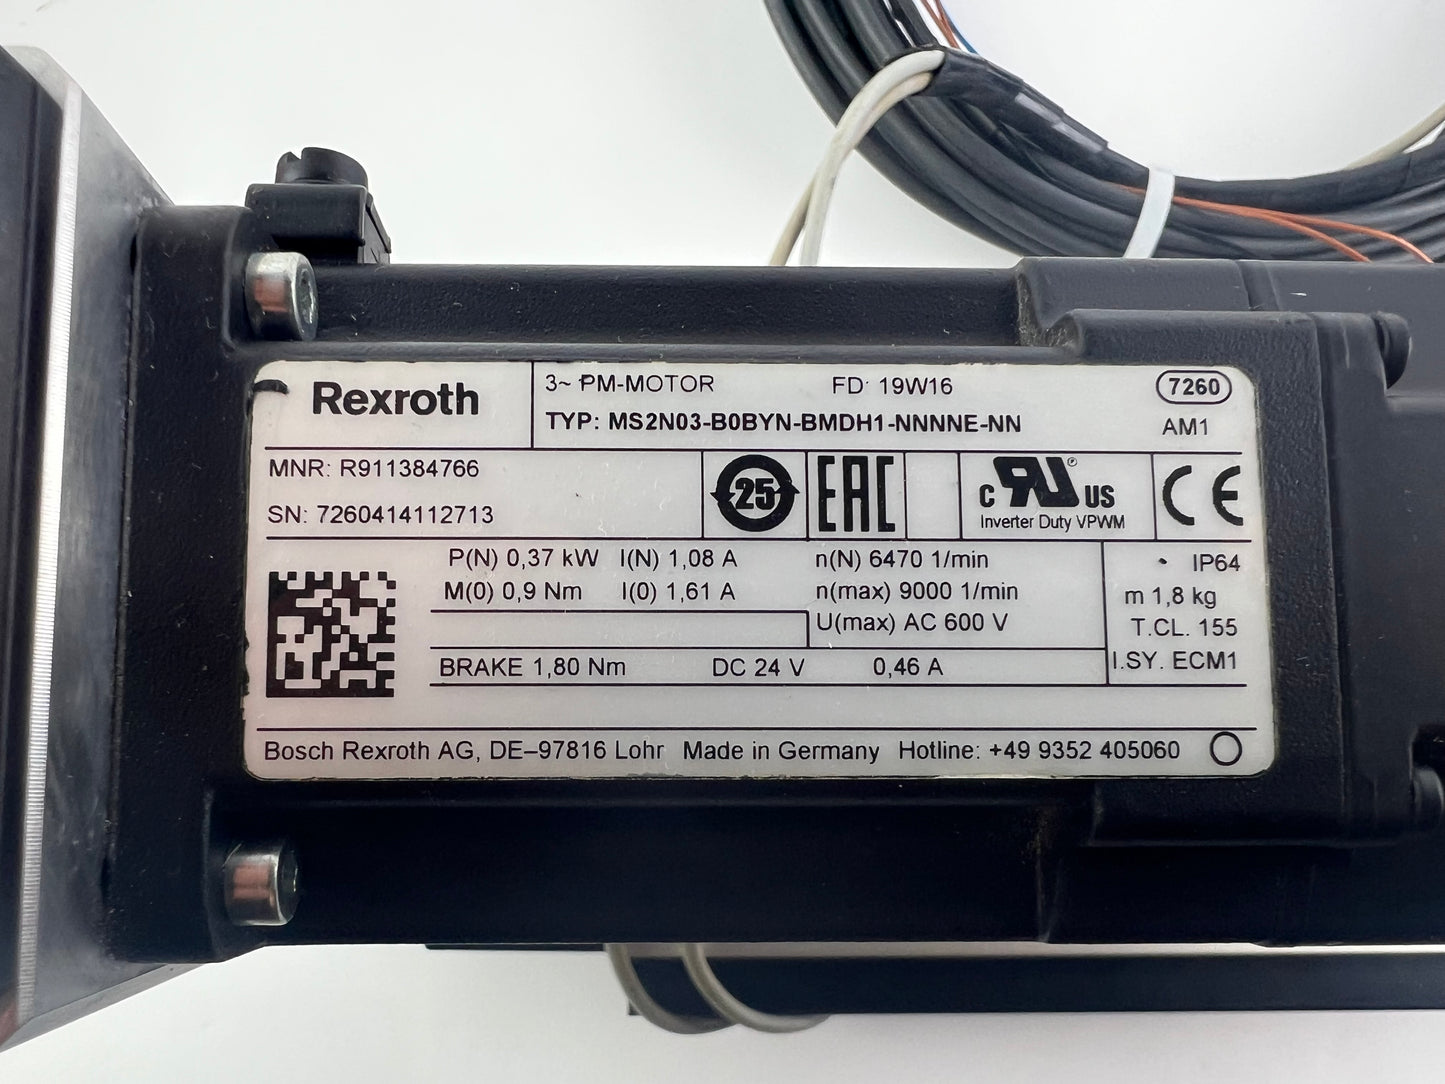 Rexroth
3~ PM-MOTOR FD: 19W16 7260
TYP: MS2N03-B0BYN-BMDH1-NNNNE-NN AM1
MNR: R911384766
SN: 7260414112713
25 EAC c RU ® US CE
Inverter Duty VPWM
P(N) 0,37 kW I(N) 1,08 A n(N) 6470 1/min IP64
M(0) 0,9 Nm I(0) 1,61 A n(max) 9000 1/min m 1,8 kg
U(max) AC 600 V T.CL. 155
BRAKE 1,80 Nm DC 24 V 0,46 A I.SY. ECM1
Bosch Rexroth AG, DE–97816 Lohr Made in Germany Hotline: +49 9352 405060